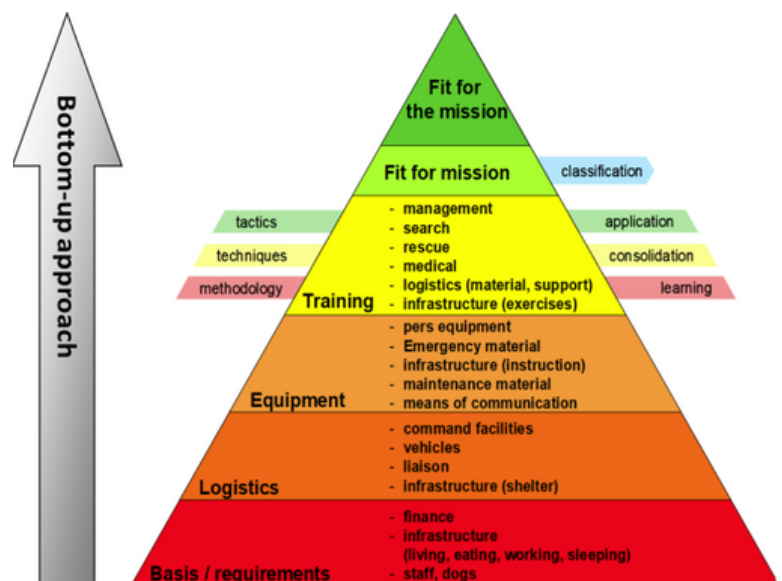 Bottom-up approach
Fit for
the mission
Fit for mission
classification
tactics
techniques
methodology
- management
- search
- rescue
- medical
- logistics (material, support)
- infrastructure (exercises)
Training
application
consolidation
learning
- pers equipment
- Emergency material
- infrastructure (instruction)
- maintenance material
- means of communication
Equipment
- command facilities
- vehicles
- liaison
- infrastructure (shelter)
Logistics
- finance
- infrastructure
(living, eating, working, sleeping)
- staff, dogs
Basis / requirements